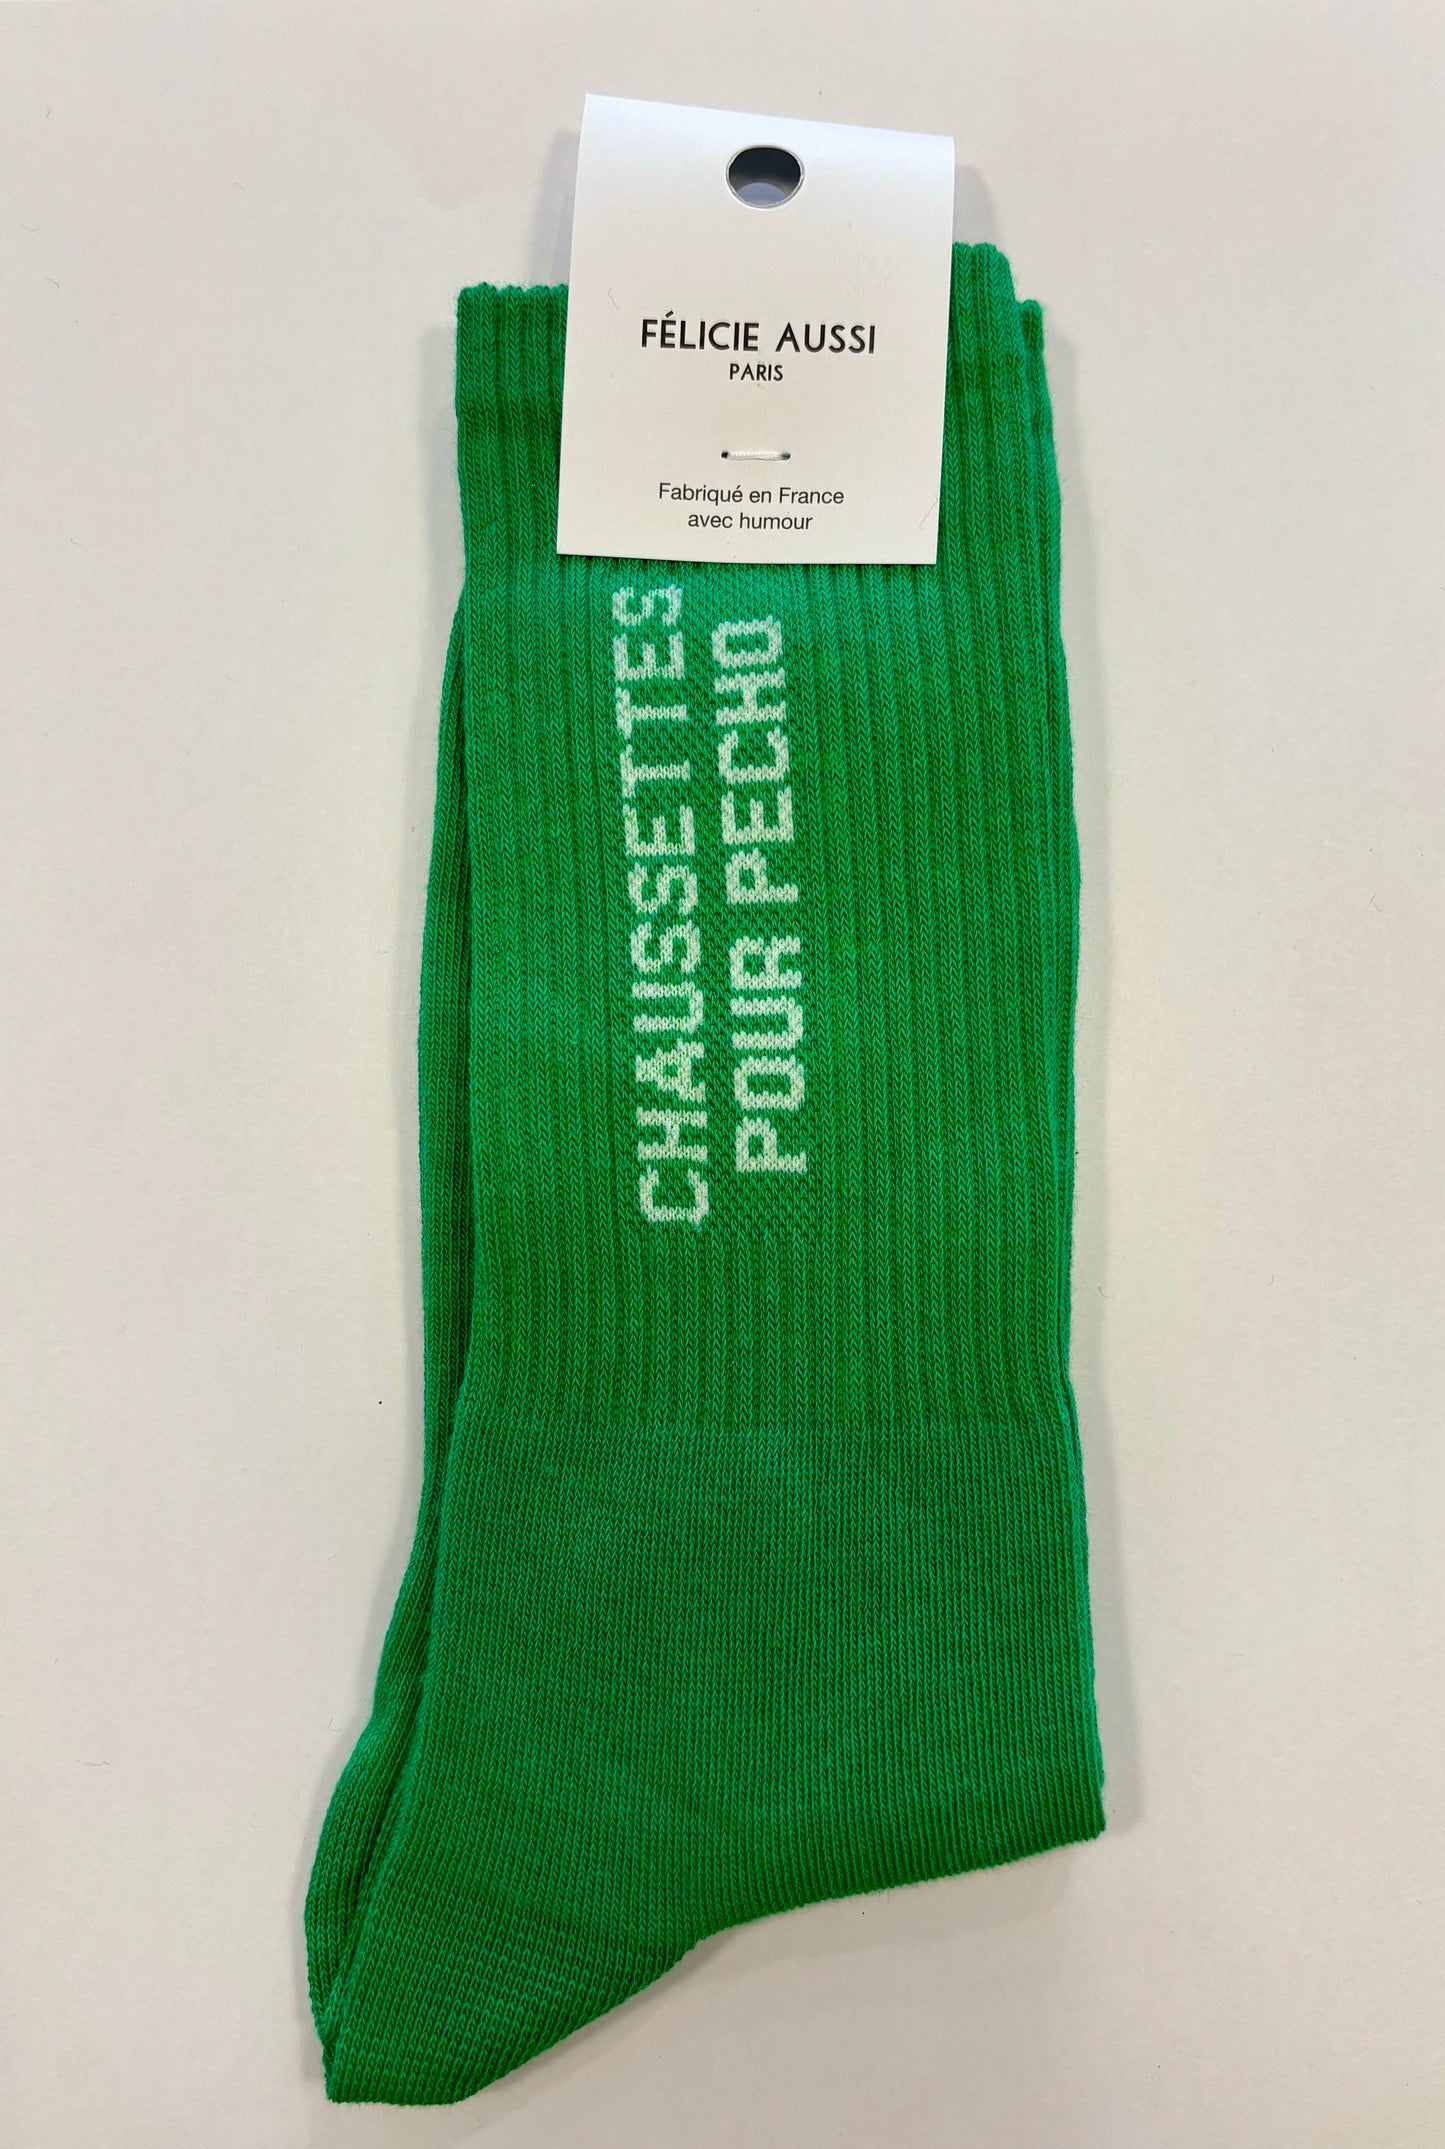 FÉLICIE AUSSI
PARIS
Fabriqué en France
avec humour
CHAUSSETTES
POUR PECHO